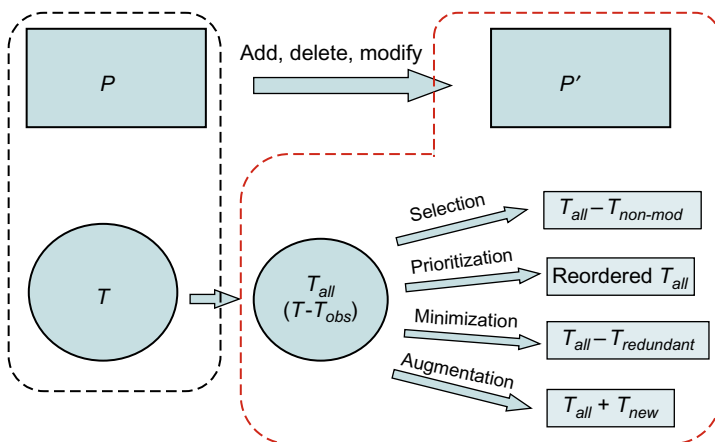 P
Add, delete, modify
P′
T
T_all
(T-T_obs)
Selection
T_all – T_non-mod
Prioritization
Reordered T_all
Minimization
T_all – T_redundant
Augmentation
T_all + T_new